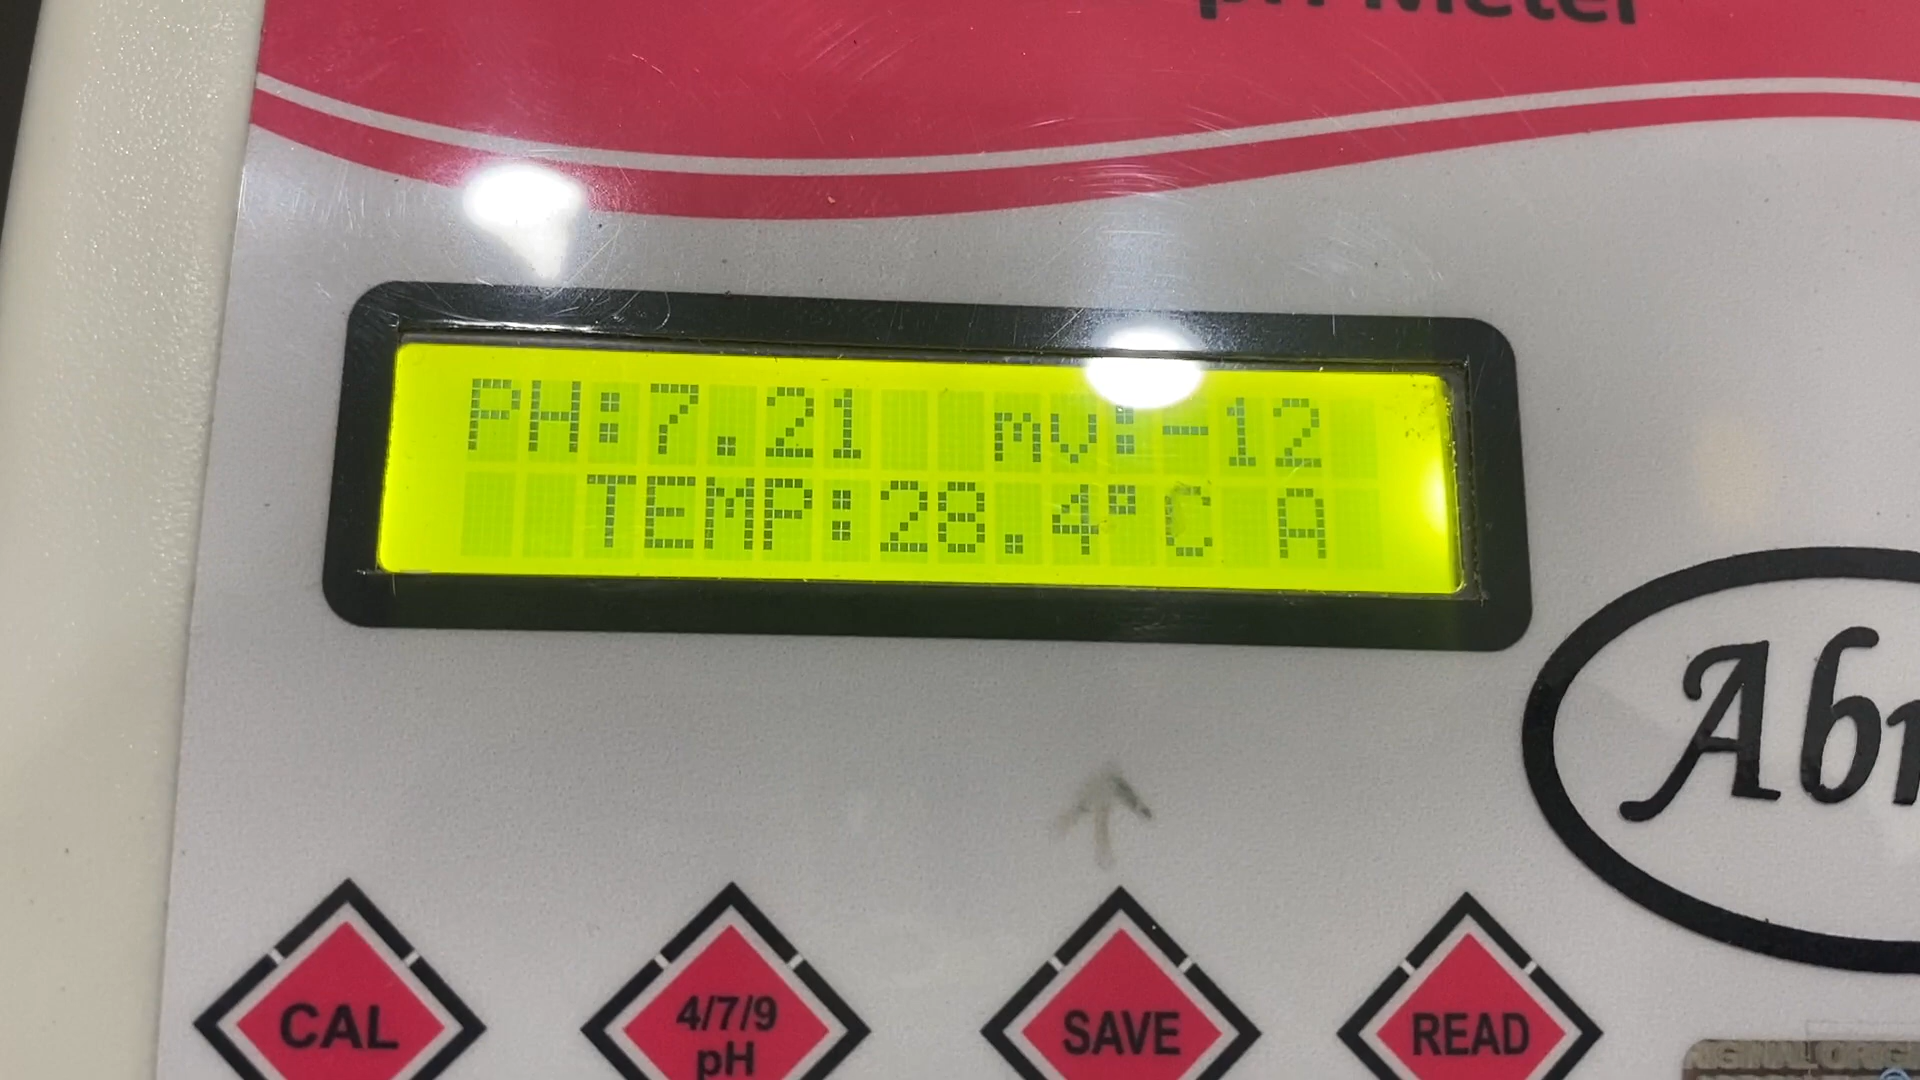 pH Meter
PH:7.21 mv:-12
TEMP:28.4°C A
CAL
4/7/9
pH
SAVE
READ